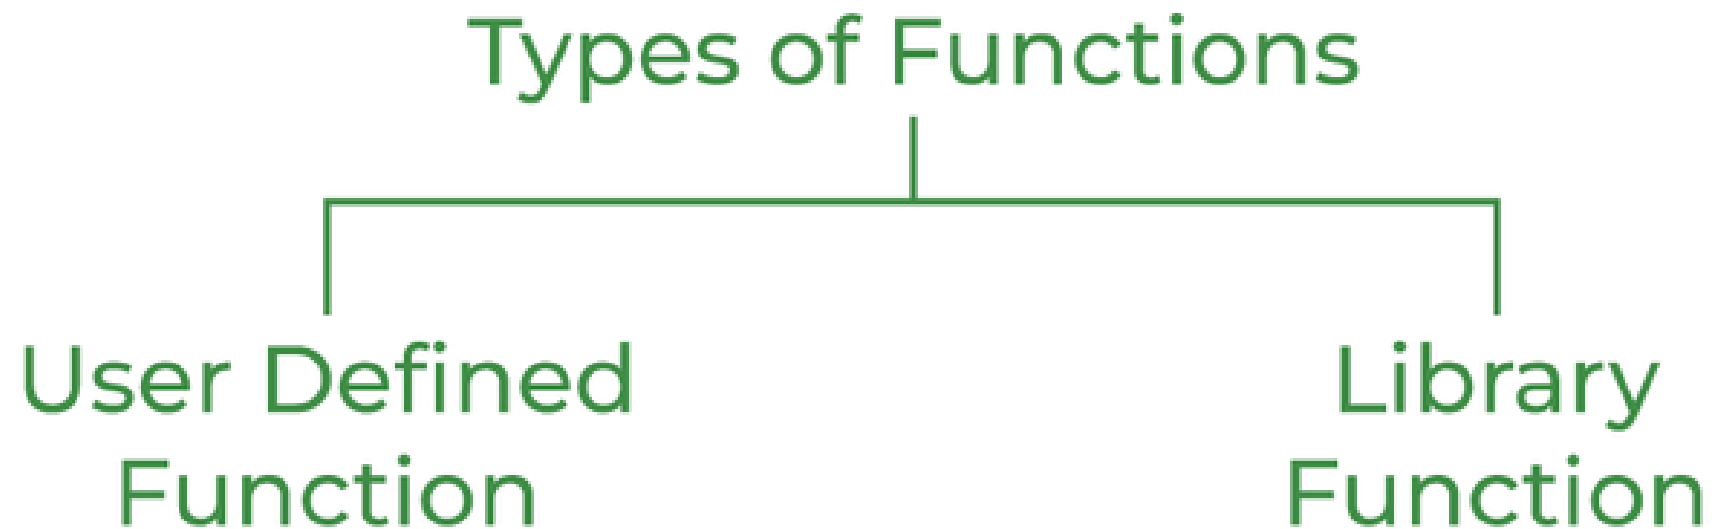 Types of Functions
User Defined
Function
Library
Function